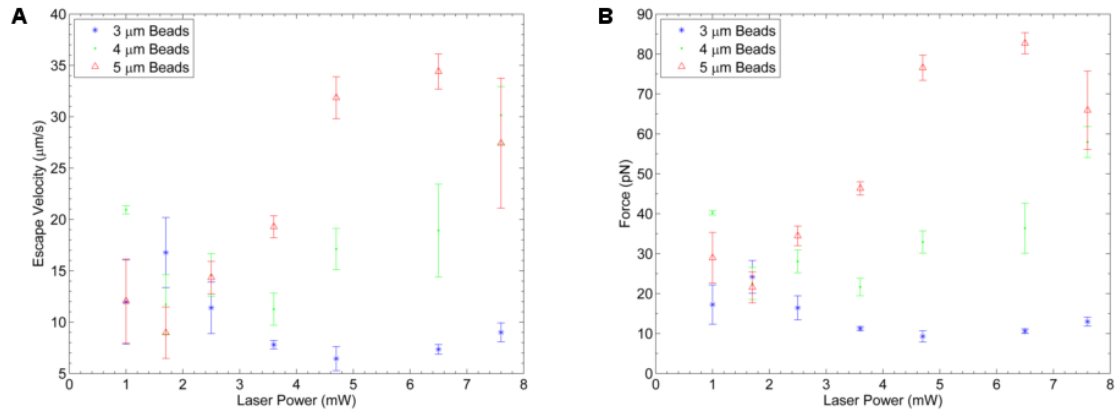 A
40
35
30
25
20
15
10
5
Escape Velocity (μm/s)
3 μm Beads
4 μm Beads
5 μm Beads
0 1 2 3 4 5 6 7 8
Laser Power (mW)
B
90
80
70
60
50
40
30
20
10
0
Force (pN)
3 μm Beads
4 μm Beads
5 μm Beads
0 1 2 3 4 5 6 7 8
Laser Power (mW)